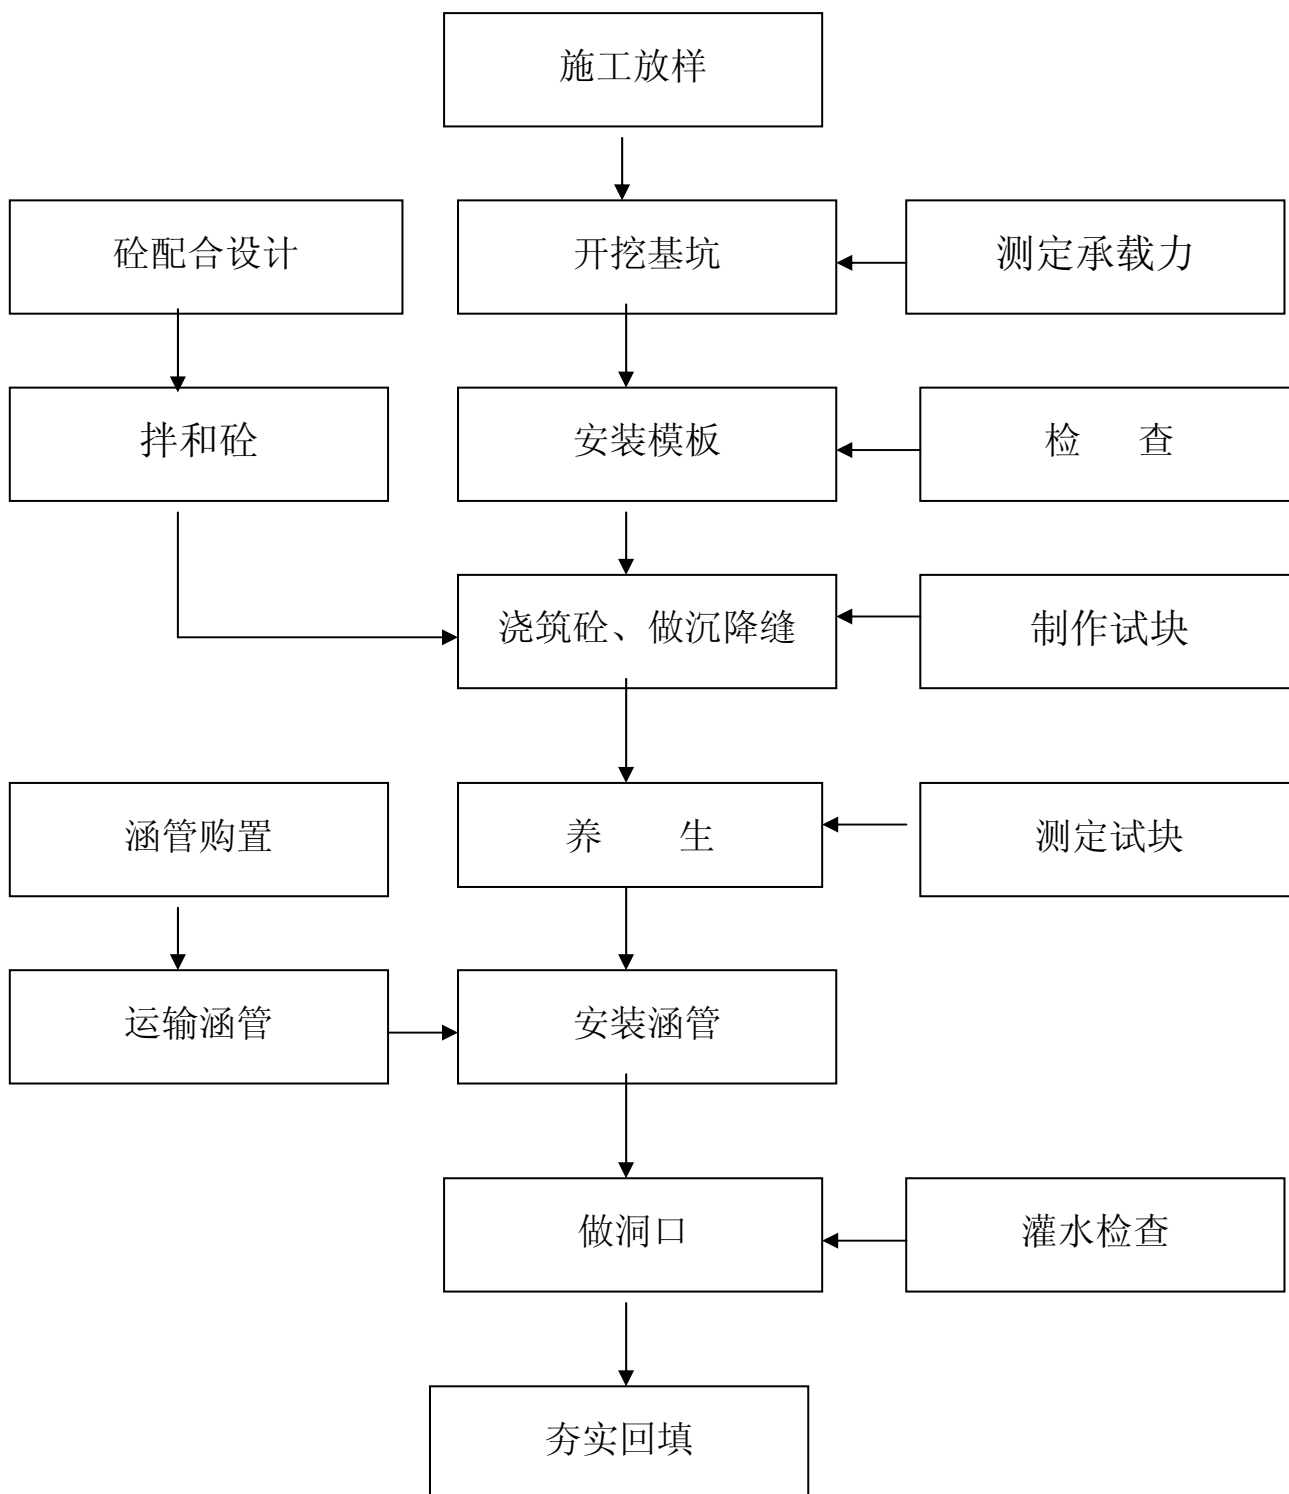 施工放样
砼配合设计
开挖基坑
测定承载力
拌和砼
安装模板
检 查
浇筑砼、做沉降缝
制作试块
涵管购置
养 生
测定试块
运输涵管
安装涵管
做洞口
灌水检查
夯实回填